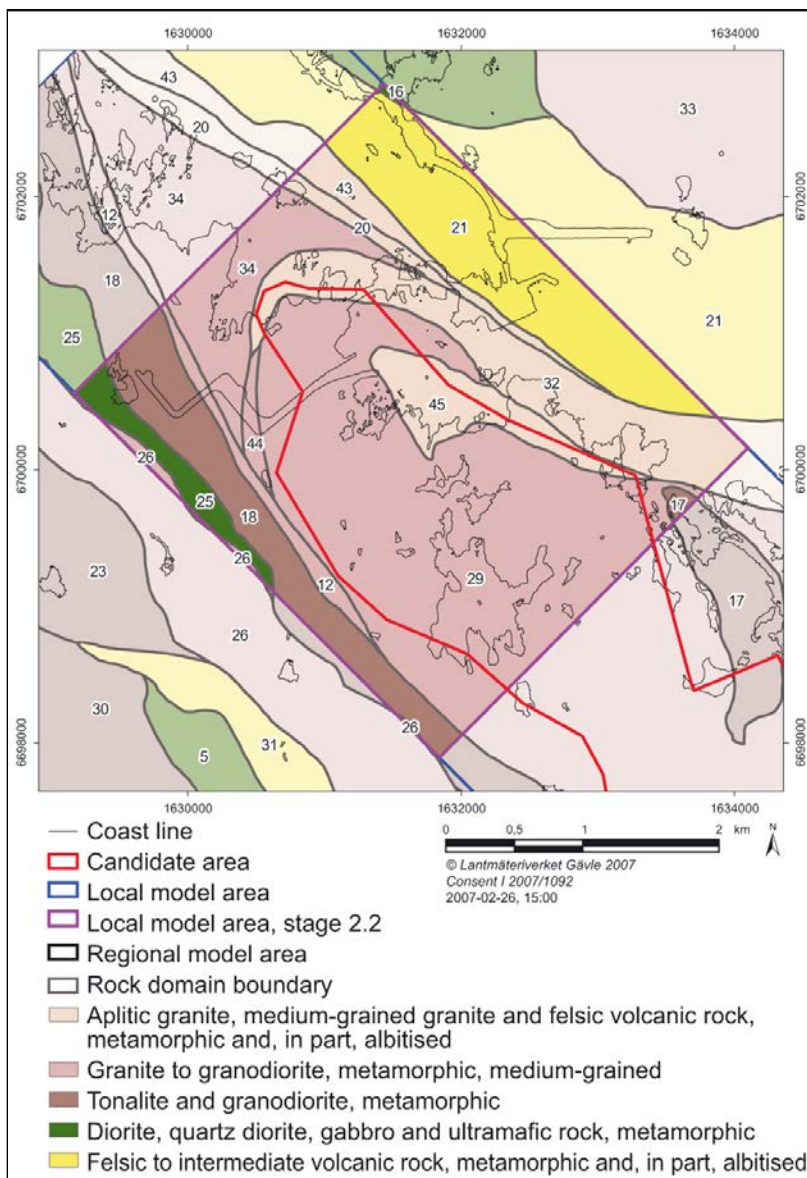 1630000
1632000
1634000
43
16
33
20
34
6702000
6702000
43
12
20
21
18
34
21
25
32
45
6700000
6700000
44
26
17
25
18
23
26
12
29
17
26
30
31
26
5
6698000
6698000
1630000
1632000
1634000
Coast line
0 0,5 1 2 km
N
Candidate area
© Lantmäteriverket Gävle 2007
Consent I 2007/1092
Local model area
2007-02-26, 15:00
Local model area, stage 2.2
Regional model area
Rock domain boundary
Aplitic granite, medium-grained granite and felsic volcanic rock,
metamorphic and, in part, albitised
Granite to granodiorite, metamorphic, medium-grained
Tonalite and granodiorite, metamorphic
Diorite, quartz diorite, gabbro and ultramafic rock, metamorphic
Felsic to intermediate volcanic rock, metamorphic and, in part, albitised